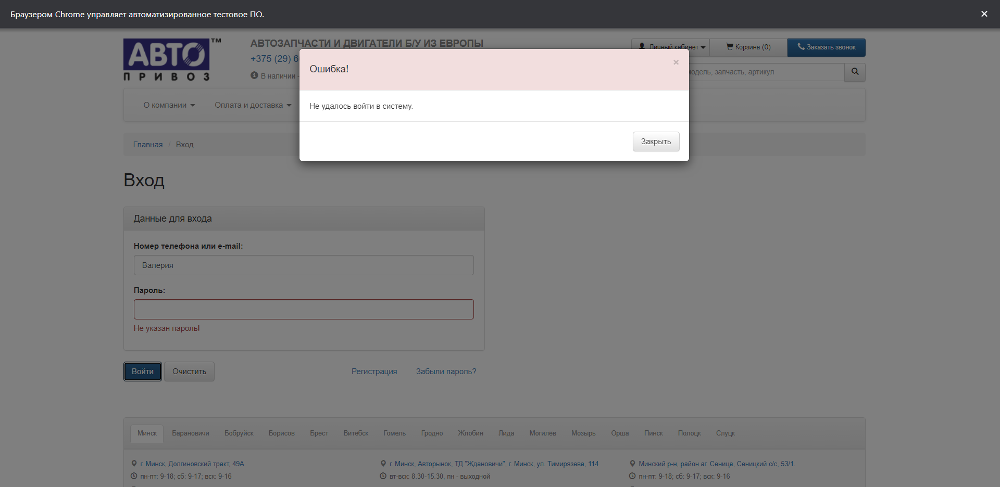 Браузером Chrome управляет автоматизированное тестовое ПО.
АВТО ™
ПРИВОЗ
АВТОЗАПЧАСТИ И ДВИГАТЕЛИ Б/У ИЗ ЕВРОПЫ
+375 (29) 6
В наличии -
Личный кабинет
Корзина (0)
Заказать звонок
модель, запчасть, артикул
Ошибка!
×
Не удалось войти в систему.
Закрыть
О компании
Оплата и доставка
Главная / Вход
Вход
Данные для входа
Номер телефона или e-mail:
Валерия
Пароль:
Не указан пароль!
Войти
Очистить
Регистрация
Забыли пароль?
Минск Барановичи Бобруйск Борисов Брест Витебск Гомель Гродно Жлобин Лида Могилёв Мозырь Орша Пинск Полоцк Слуцк
г. Минск, Долгиновский тракт, 49А
пн-пт: 9-18; сб: 9-17; вск: 9-16
г. Минск, Авторынок, ТД "Ждановичи", г. Минск, ул. Тимирязева, 114
вт-вск: 8.30-15.30, пн - выходной
Минский р-н, район аг. Сеница, Сеницкий с/с, 53/1.
пн-пт: 9-18; сб: 9-17; вск: 9-16